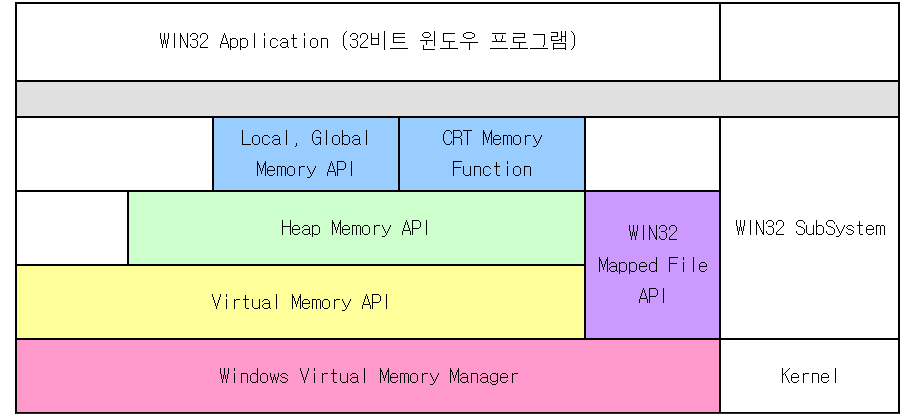 WIN32 Application (32비트 윈도우 프로그램)
Local, Global
Memory API
CRT Memory
Function
Heap Memory API
WIN32
Mapped File
API
WIN32 SubSystem
Virtual Memory API
Windows Virtual Memory Manager
Kernel